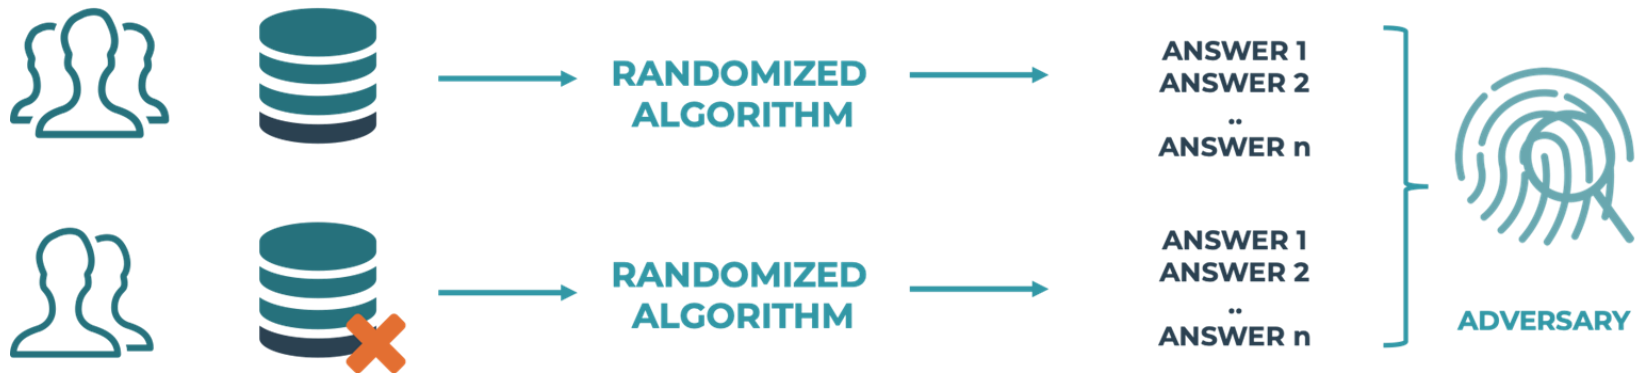 RANDOMIZED
ALGORITHM
ANSWER 1
ANSWER 2
..
ANSWER n
RANDOMIZED
ALGORITHM
ANSWER 1
ANSWER 2
..
ANSWER n
ADVERSARY